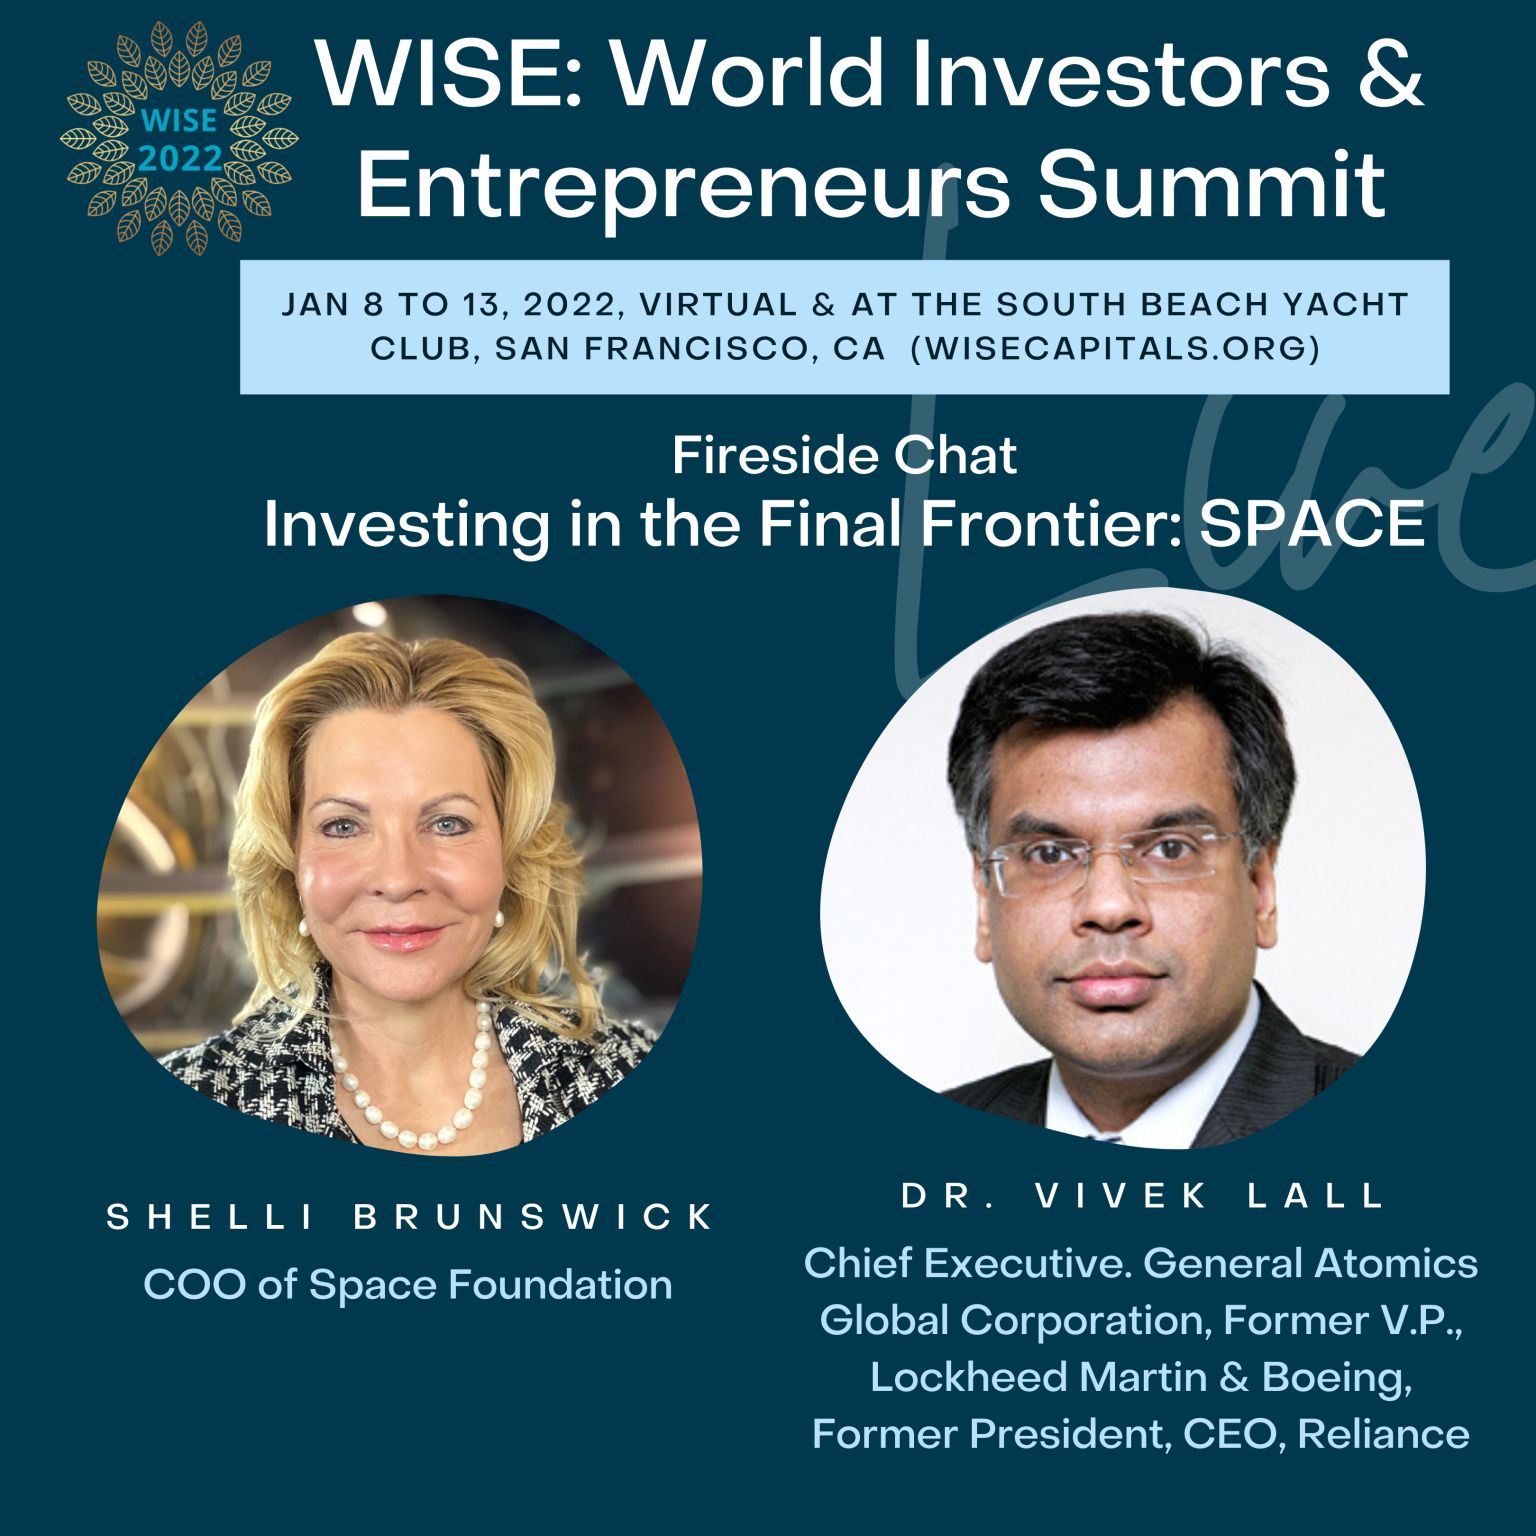 WISE
2022
WISE: World Investors &
Entrepreneurs Summit
JAN 8 TO 13, 2022, VIRTUAL & AT THE SOUTH BEACH YACHT
CLUB, SAN FRANCISCO, CA (WISECAPITALS.ORG)
Fireside Chat
Investing in the Final Frontier: SPACE
SHELLI BRUNSWICK
COO of Space Foundation
DR. VIVEK LALL
Chief Executive. General Atomics
Global Corporation, Former V.P.,
Lockheed Martin & Boeing,
Former President, CEO, Reliance